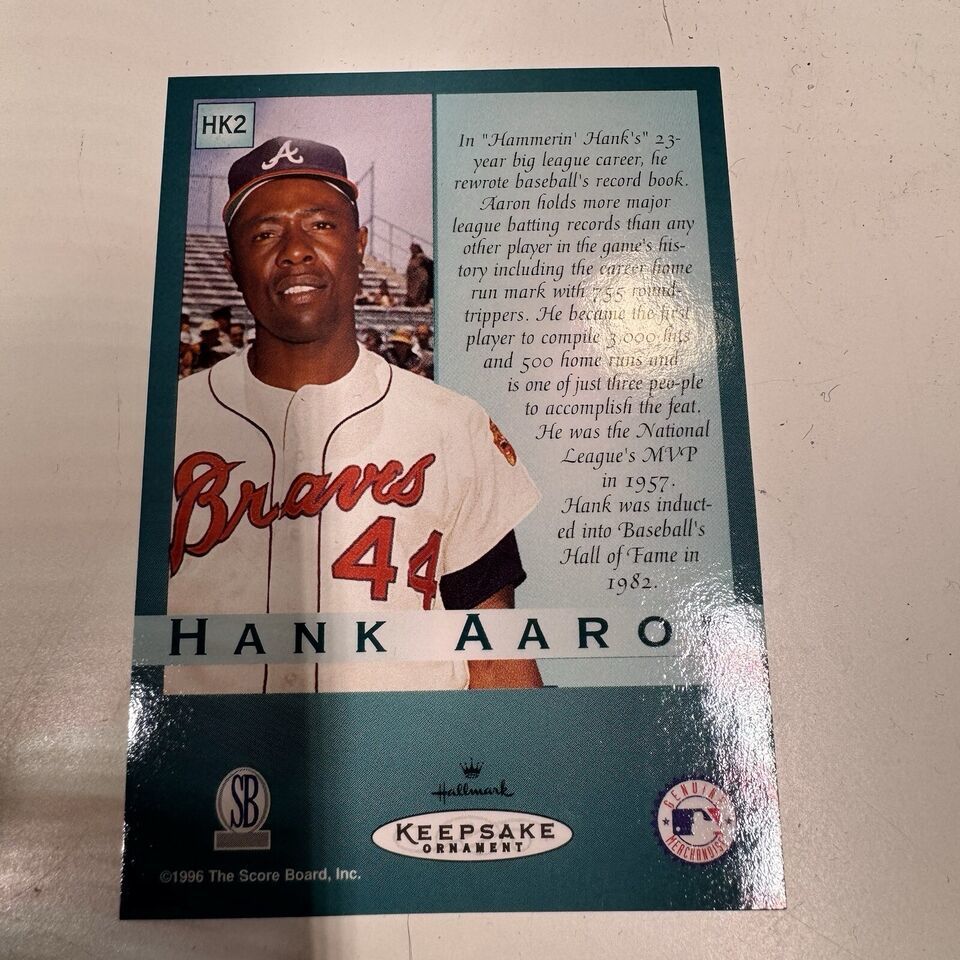 HK2
In "Hammerin' Hank's" 23-
year big league career, he
rewrote baseball's record book.
Aaron holds more major
league batting records than any
other player in the game's his-
tory including the career home
run mark with 755 round-
trippers. He became the first
player to compile 3,000 hits
and 500 home runs and
is one of just three peo-ple
to accomplish the feat.
He was the National
League's MVP
in 1957.
Hank was induct-
ed into Baseball's
Hall of Fame in
1982.
A
Braves
44
HANK AARON
SB
Hallmark
KEEPSAKE
ORNAMENT
GENUINE
MERCHANDISE
©1996 The Score Board, Inc.